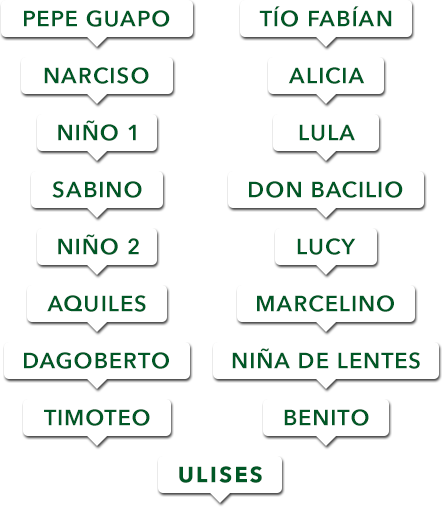 PEPE GUAPO
TÍO FABÍAN
NARCISO
ALICIA
NIÑO 1
LULA
SABINO
DON BACILIO
NIÑO 2
LUCY
AQUILES
MARCELINO
DAGOBERTO
NIÑA DE LENTES
TIMOTEO
BENITO
ULISES